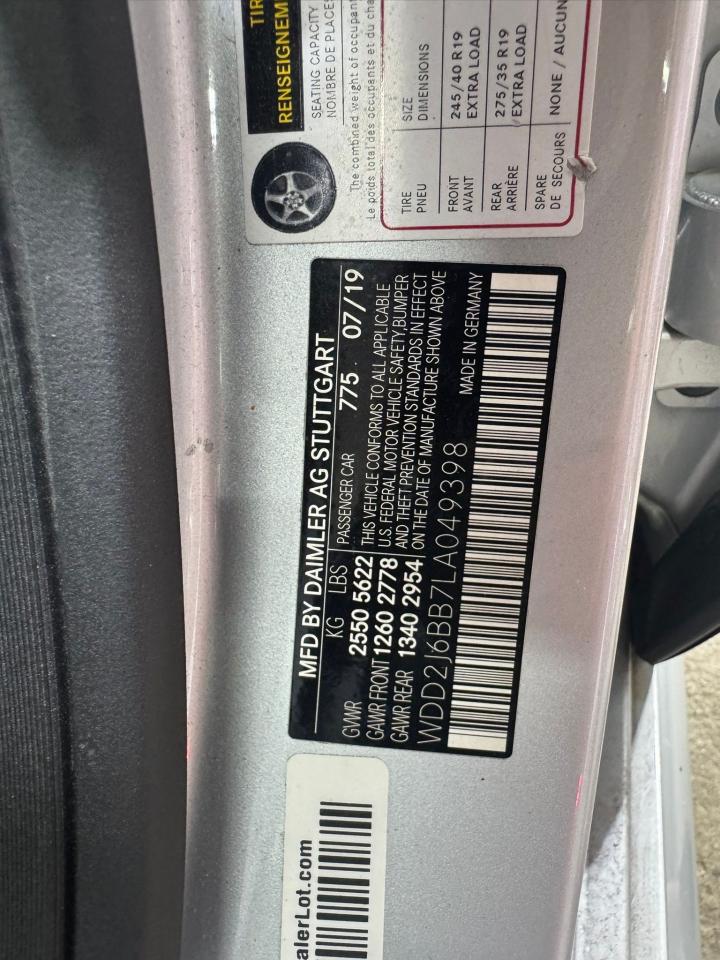 TIR
RENSEIGNEM
SEATING CAPACITY
NOMBRE DE PLACES
The combined weight of occupan
Le poids total des occupants et du cha
TIRE SIZE
PNEU DIMENSIONS
FRONT 245/40 R19
AVANT EXTRA LOAD
REAR 275/35 R19
ARRIÈRE EXTRA LOAD
SPARE NONE / AUCUN
DE SECOURS
MFD BY DAIMLER AG STUTTGART
KG LBS PASSENGER CAR 775 07/19
GVWR 2550 5622
GAWR FRONT 1260 2778
GAWR REAR 1340 2954
THIS VEHICLE CONFORMS TO ALL APPLICABLE
U.S. FEDERAL MOTOR VEHICLE SAFETY,BUMPER
AND THEFT PREVENTION STANDARDS IN EFFECT
ON THE DATE OF MANUFACTURE SHOWN ABOVE
WDD2J6BB7LA049398 MADE IN GERMANY
alerLot.com